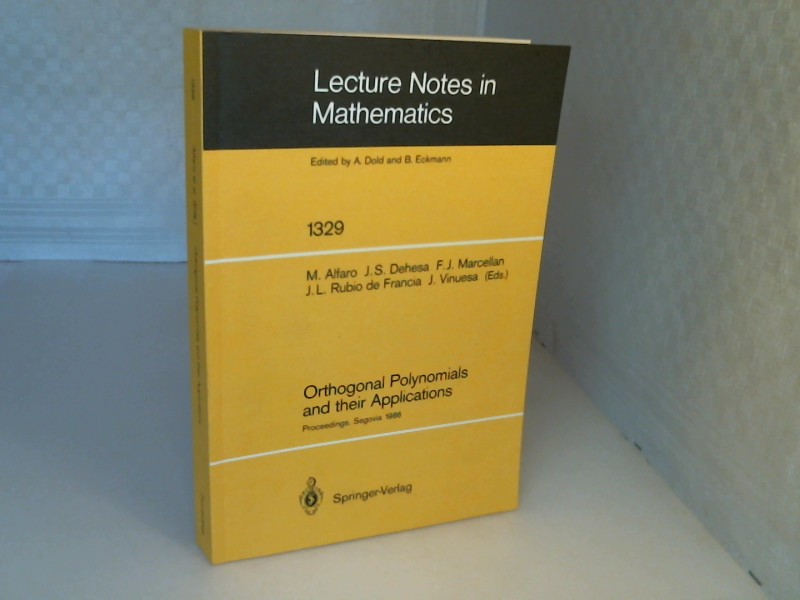 Lecture Notes in
Mathematics
Edited by A. Dold and B. Eckmann
1329
M. Alfaro J.S. Dehesa F.J. Marcellan
J.L. Rubio de Francia J. Vinuesa (Eds.)
Orthogonal Polynomials
and their Applications
Proceedings, Segovia 1986
Springer-Verlag